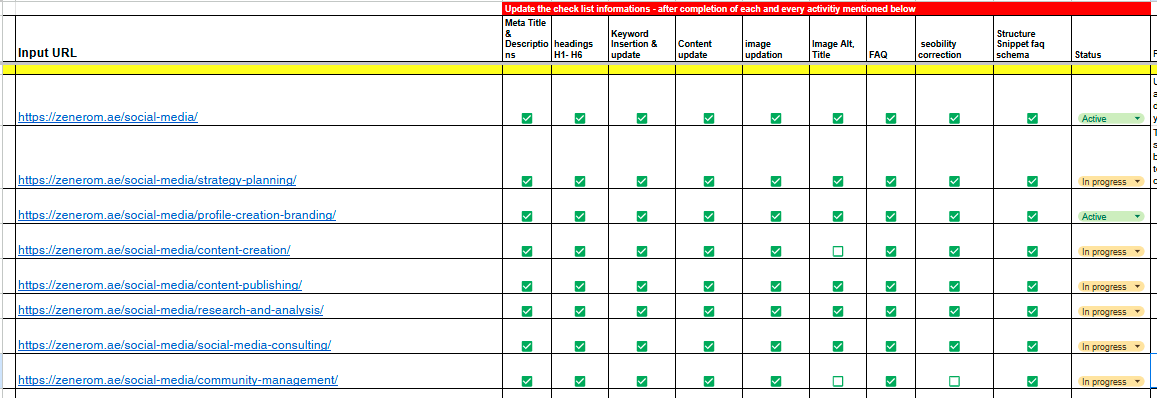 Update the check list informations - after completion of each and every activitiy mentioned below
Input URL
Meta Title
&
Descriptio
ns
headings
H1- H6
Keyword
Insertion &
update
Content
update
image
updation
Image Alt,
Title
FAQ
seobility
correction
Structure
Snippet faq
schema
Status
https://zenerom.ae/social-media/
Active
https://zenerom.ae/social-media/strategy-planning/
In progress
https://zenerom.ae/social-media/profile-creation-branding/
Active
https://zenerom.ae/social-media/content-creation/
In progress
https://zenerom.ae/social-media/content-publishing/
In progress
https://zenerom.ae/social-media/research-and-analysis/
In progress
https://zenerom.ae/social-media/social-media-consulting/
In progress
https://zenerom.ae/social-media/community-management/
In progress